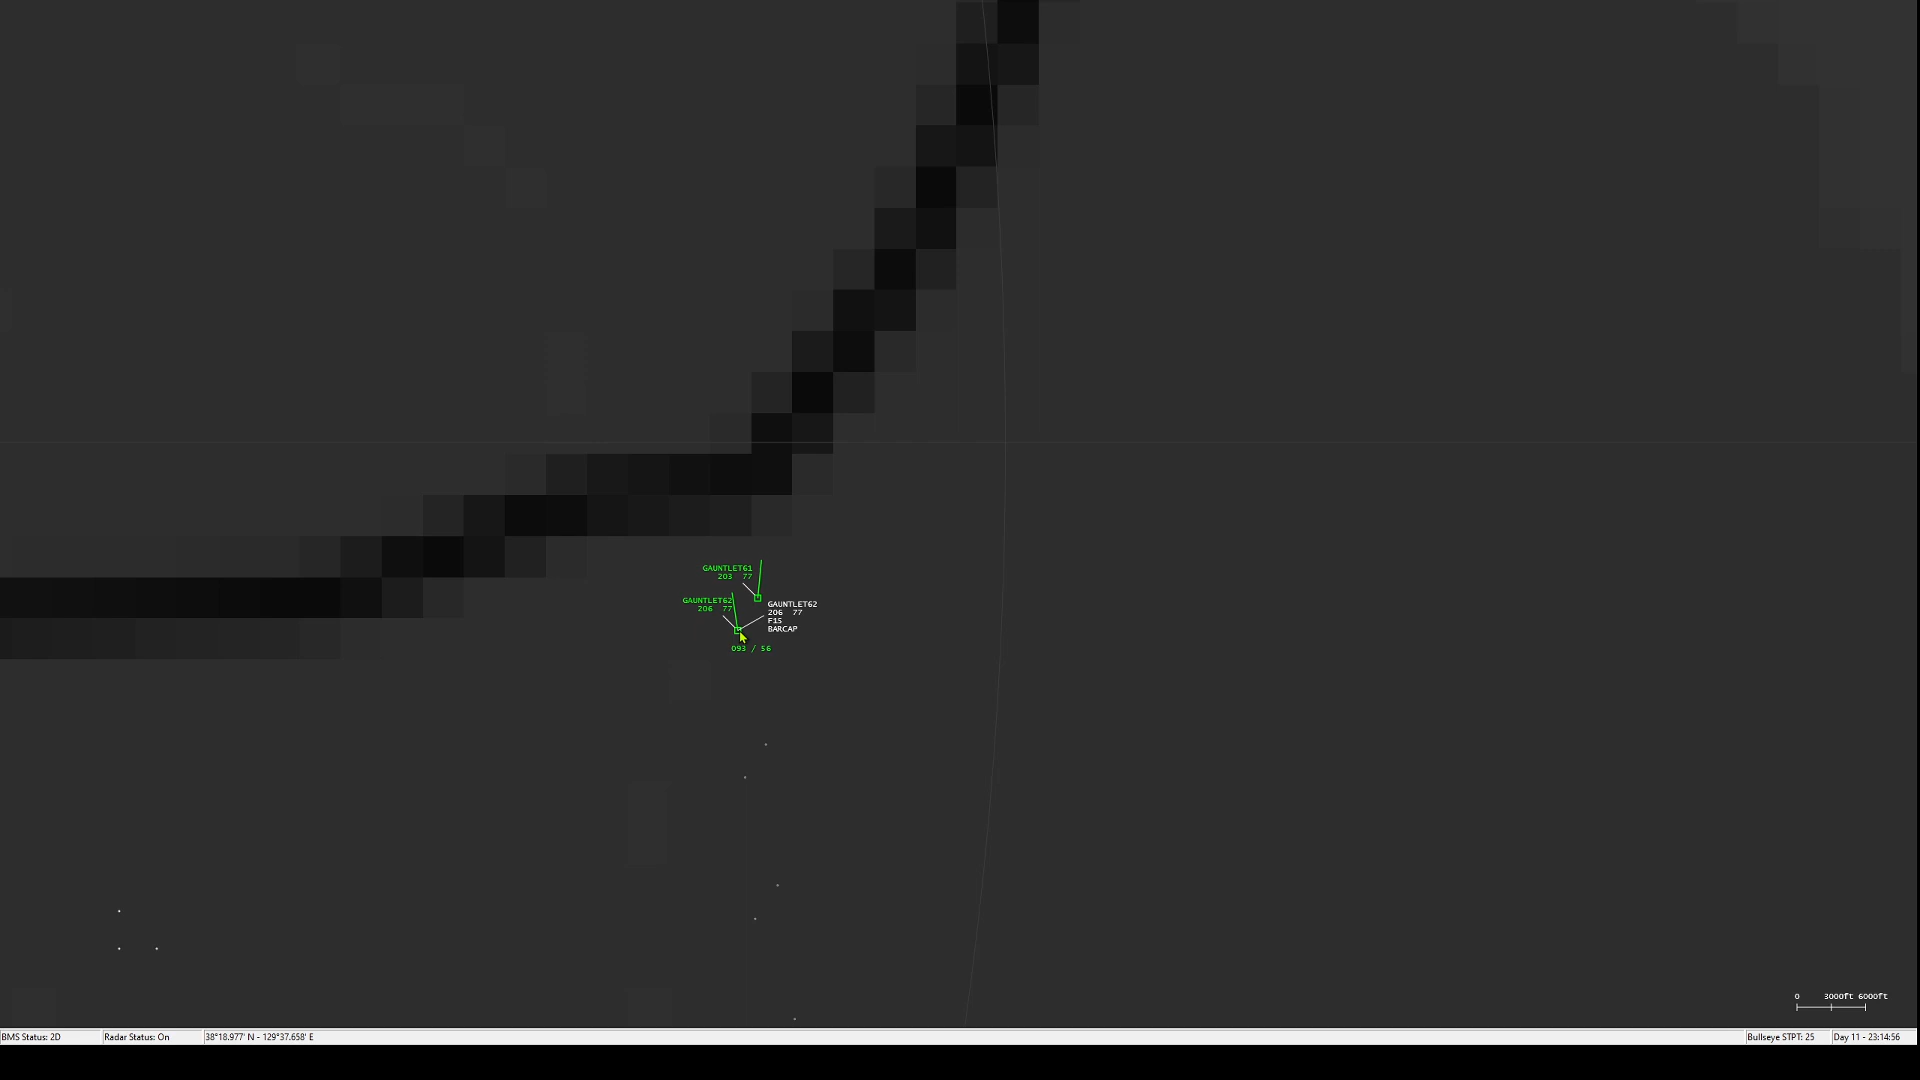 GAUNTLET61
203 77
GAUNTLET62
206 77
GAUNTLET62
206 77
F15
BARCAP
093 / 56
0 3000ft 6000ft
BMS Status: 2D
Radar Status: On
38°18.977' N - 129°37.658' E
Bullseye STPT: 25
Day 11 - 23:14:56